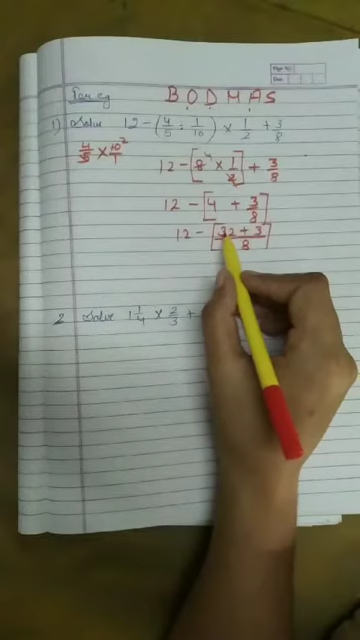 Page No:
Date:
For eg B O D M A S
1) Solve 12 - (4/5 ÷ 1/10) × 1/2 + 3/8
4/5 × 10/1 2
12 - [8 4 × 1/2] + 3/8
12 - [4 + 3/8]
12 - [32 + 3 / 8]
2 Solve 1 1/4 × 2/3 +